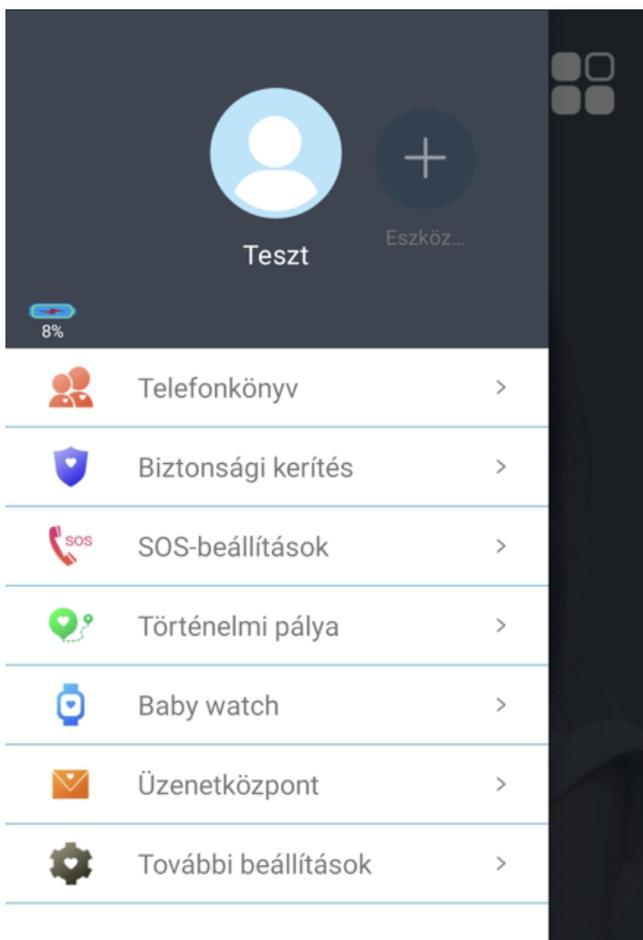 Teszt
Eszköz...
8%
Telefonkönyv
Biztonsági kerítés
SOS
SOS-beállítások
Történelmi pálya
Baby watch
Üzenetközpont
További beállítások